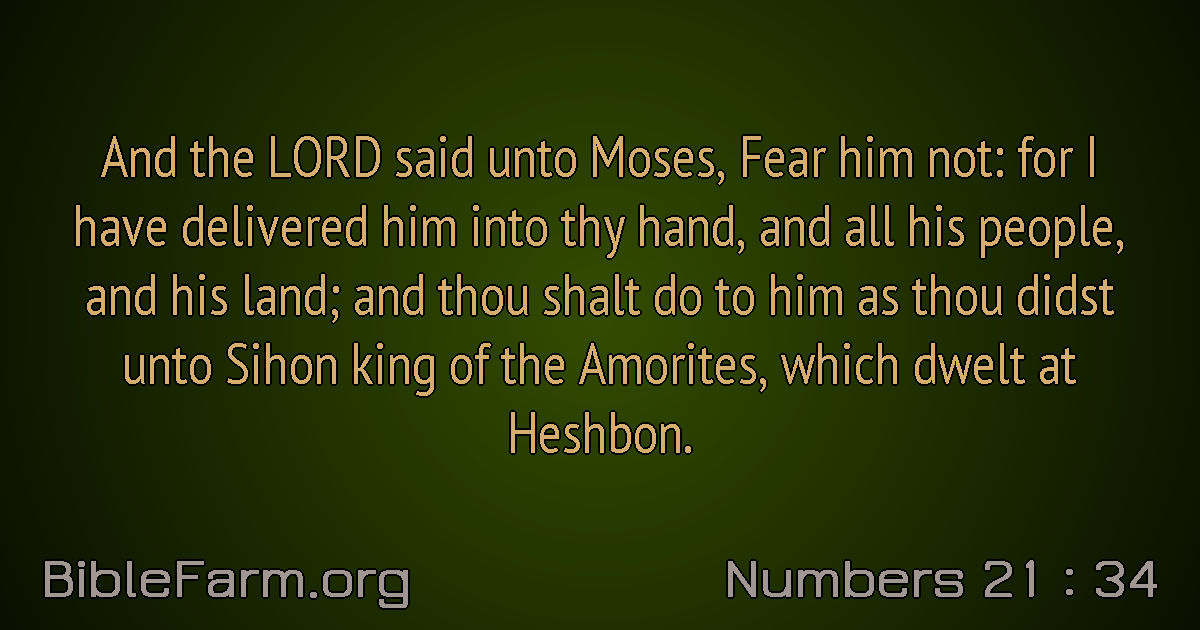 And the LORD said unto Moses, Fear him not: for I
have delivered him into thy hand, and all his people,
and his land; and thou shalt do to him as thou didst
unto Sihon king of the Amorites, which dwelt at
Heshbon.
BibleFarm.org
Numbers 21 : 34